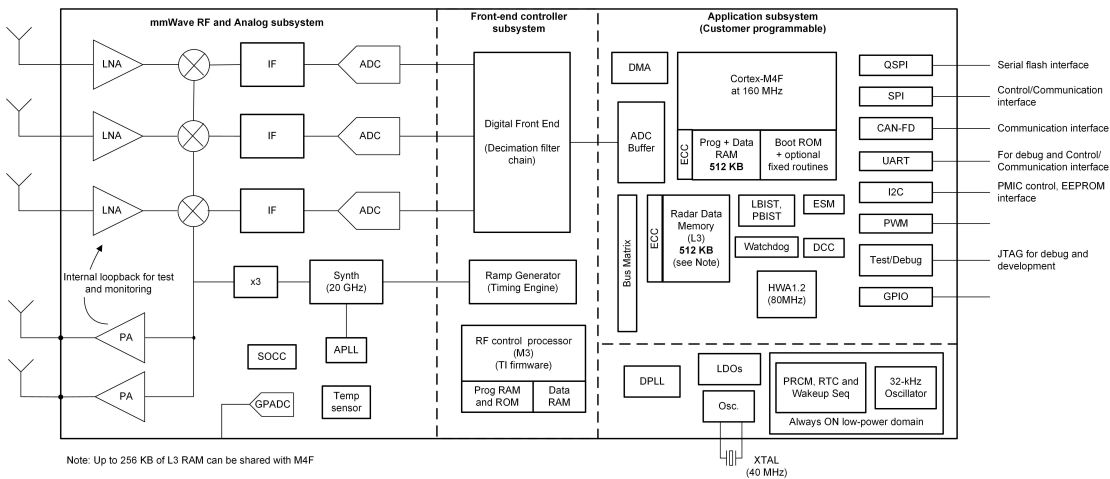 mmWave RF and Analog subsystem
Front-end controller
subsystem
Application subsystem
(Customer programmable)
LNA
IF
ADC
LNA
IF
ADC
LNA
IF
ADC
Internal loopback for test
and monitoring
x3
Synth
(20 GHz)
PA
PA
SOCC
APLL
GPADC
Temp
sensor
Digital Front End
(Decimation filter
chain)
Ramp Generator
(Timing Engine)
RF control processor
(M3)
(TI firmware)
Prog RAM
and ROM
Data
RAM
DMA
ADC
Buffer
Cortex-M4F
at 160 MHz
ECC
Prog + Data
RAM
512 KB
Boot ROM
+ optional
fixed routines
Bus Matrix
ECC
Radar Data
Memory
(L3)
512 KB
(see Note)
LBIST,
PBIST
ESM
Watchdog
DCC
HWA1.2
(80MHz)
QSPI
SPI
CAN-FD
UART
I2C
PWM
Test/Debug
GPIO
Serial flash interface
Control/Communication
interface
Communication interface
For debug and Control/
Communication interface
PMIC control, EEPROM
interface
JTAG for debug and
development
DPLL
LDOs
Osc.
PRCM, RTC and
Wakeup Seq
32-kHz
Oscillator
Always ON low-power domain
XTAL
(40 MHz)
Note: Up to 256 KB of L3 RAM can be shared with M4F